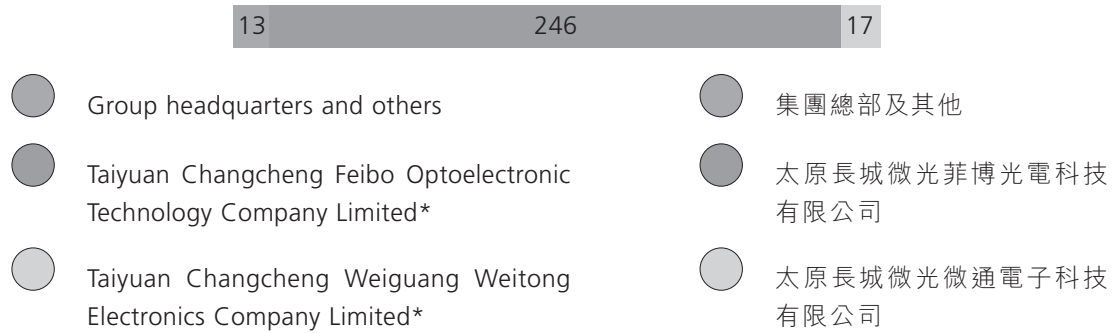 13 246 17
Group headquarters and others
集團總部及其他
Taiyuan Changcheng Feibo Optoelectronic
Technology Company Limited*
太原長城微光菲博光電科技
有限公司
Taiyuan Changcheng Weiguang Weitong
Electronics Company Limited*
太原長城微光微通電子科技
有限公司